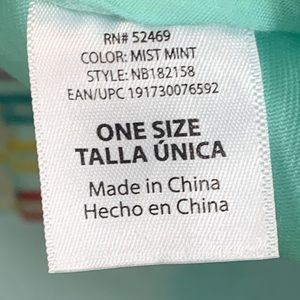 RN# 52469
COLOR: MIST MINT
STYLE: NB182158
EAN/UPC 191730076592
ONE SIZE
TALLA ÚNICA
Made in China
Hecho en China